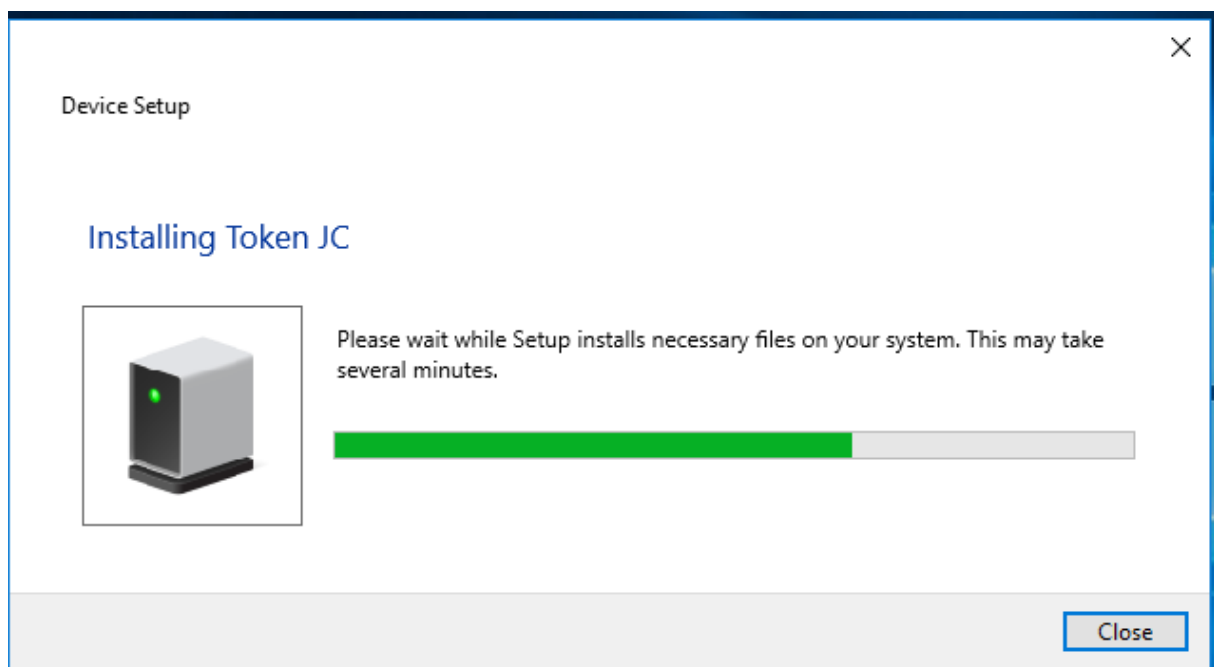 Device Setup
Installing Token JC
Please wait while Setup installs necessary files on your system. This may take
several minutes.
Close